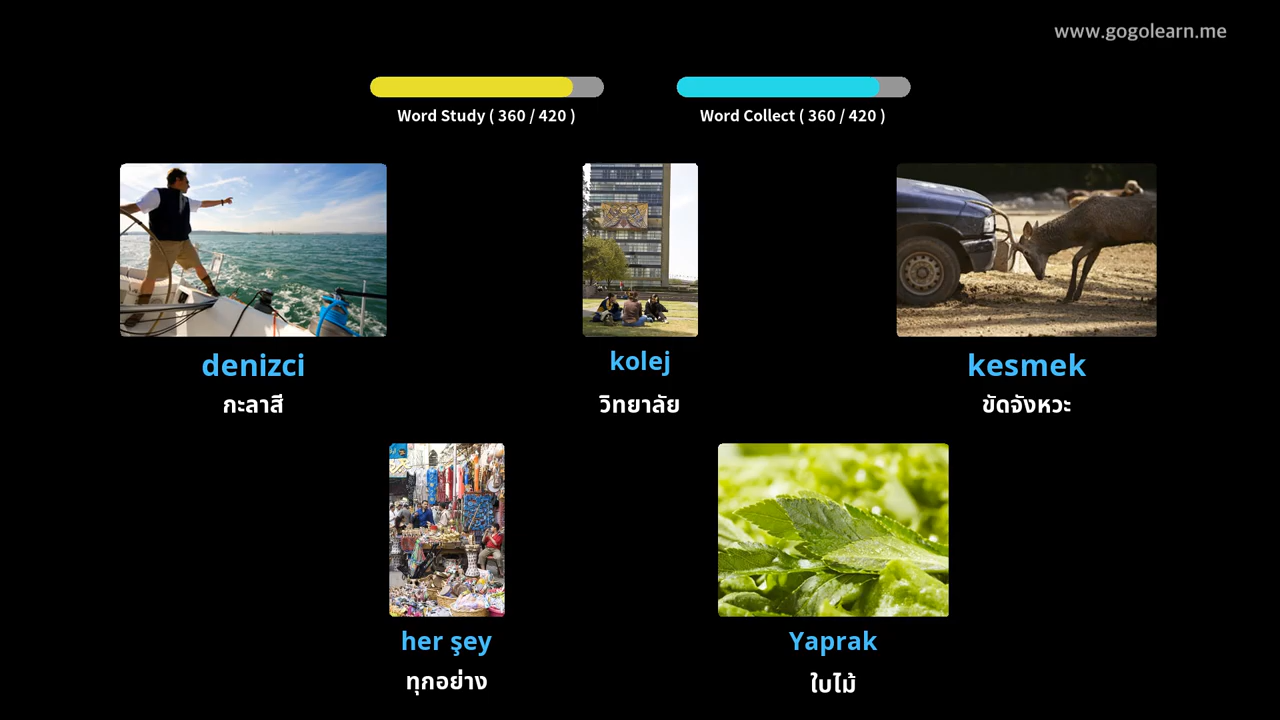 www.gogolearn.me
Word Study ( 360 / 420 )
Word Collect ( 360 / 420 )
denizci
กะลาสี
kolej
วิทยาลัย
kesmek
ขัดจังหวะ
her şey
ทุกอย่าง
Yaprak
ใบไม้